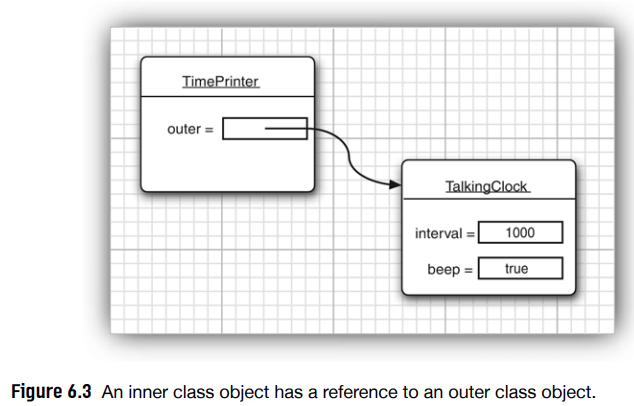 TimePrinter
outer =
TalkingClock
interval = 1000
beep = true
Figure 6.3 An inner class object has a reference to an outer class object.